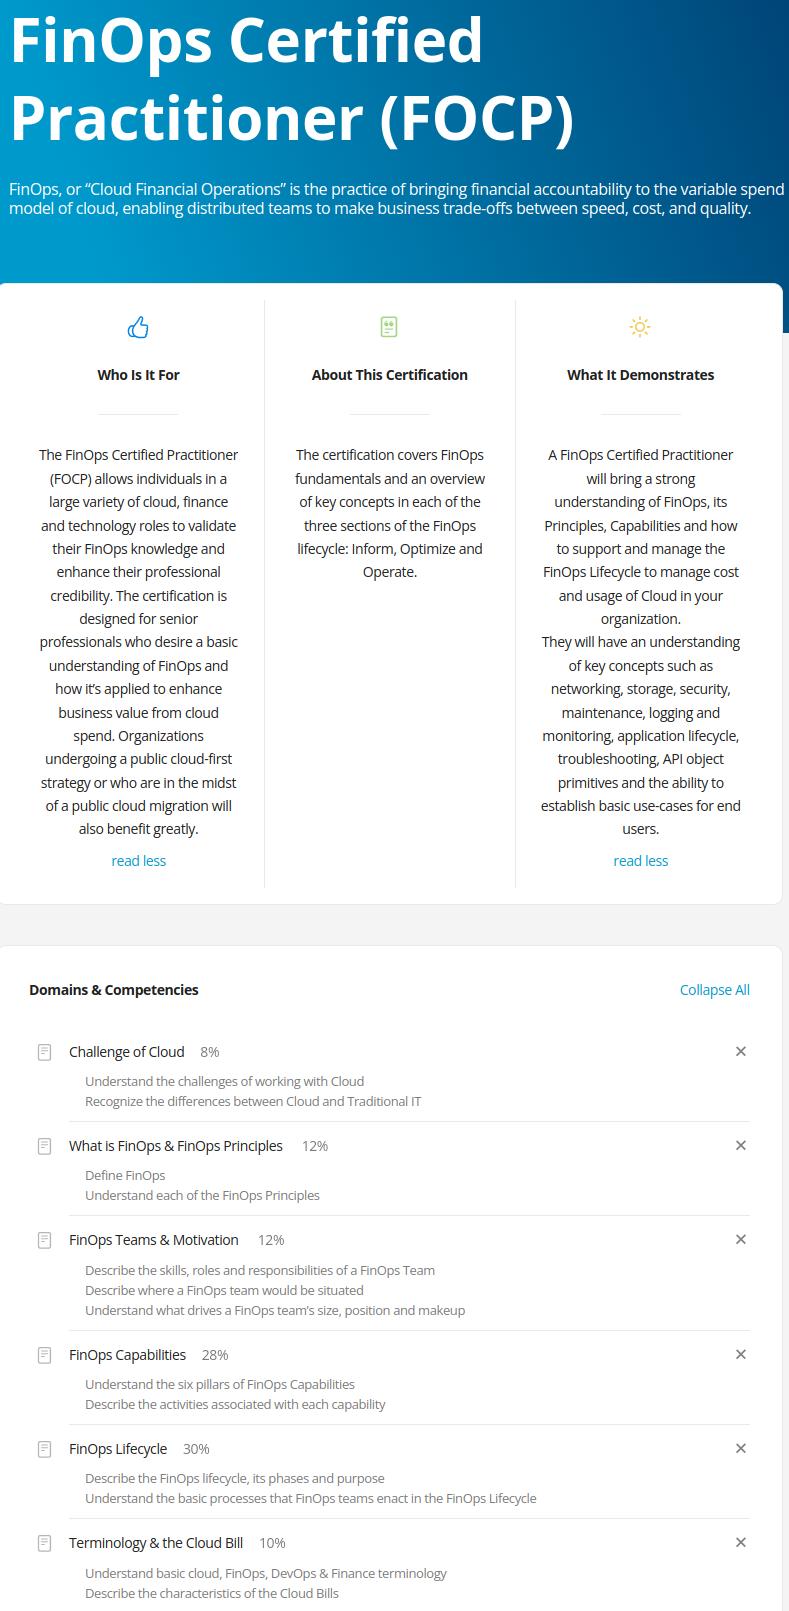 FinOps Certified
Practitioner (FOCP)
FinOps, or “Cloud Financial Operations” is the practice of bringing financial accountability to the variable spend
model of cloud, enabling distributed teams to make business trade-offs between speed, cost, and quality.
Who Is It For
The FinOps Certified Practitioner
(FOCP) allows individuals in a
large variety of cloud, finance
and technology roles to validate
their FinOps knowledge and
enhance their professional
credibility. The certification is
designed for senior
professionals who desire a basic
understanding of FinOps and
how it’s applied to enhance
business value from cloud
spend. Organizations
undergoing a public cloud-first
strategy or who are in the midst
of a public cloud migration will
also benefit greatly.
read less
About This Certification
The certification covers FinOps
fundamentals and an overview
of key concepts in each of the
three sections of the FinOps
lifecycle: Inform, Optimize and
Operate.
What It Demonstrates
A FinOps Certified Practitioner
will bring a strong
understanding of FinOps, its
Principles, Capabilities and how
to support and manage the
FinOps Lifecycle to manage cost
and usage of Cloud in your
organization.
They will have an understanding
of key concepts such as
networking, storage, security,
maintenance, logging and
monitoring, application lifecycle,
troubleshooting, API object
primitives and the ability to
establish basic use-cases for end
users.
read less
Domains & Competencies
Collapse All
Challenge of Cloud 8%
Understand the challenges of working with Cloud
Recognize the differences between Cloud and Traditional IT
What is FinOps & FinOps Principles 12%
Define FinOps
Understand each of the FinOps Principles
FinOps Teams & Motivation 12%
Describe the skills, roles and responsibilities of a FinOps Team
Describe where a FinOps team would be situated
Understand what drives a FinOps team’s size, position and makeup
FinOps Capabilities 28%
Understand the six pillars of FinOps Capabilities
Describe the activities associated with each capability
FinOps Lifecycle 30%
Describe the FinOps lifecycle, its phases and purpose
Understand the basic processes that FinOps teams enact in the FinOps Lifecycle
Terminology & the Cloud Bill 10%
Understand basic cloud, FinOps, DevOps & Finance terminology
Describe the characteristics of the Cloud Bills